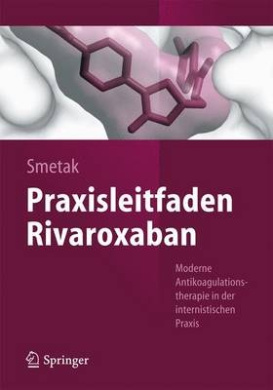 Smetak
Praxisleitfaden
Rivaroxaban
Moderne
Antikoagulations-
therapie in der
internistischen
Praxis
Springer